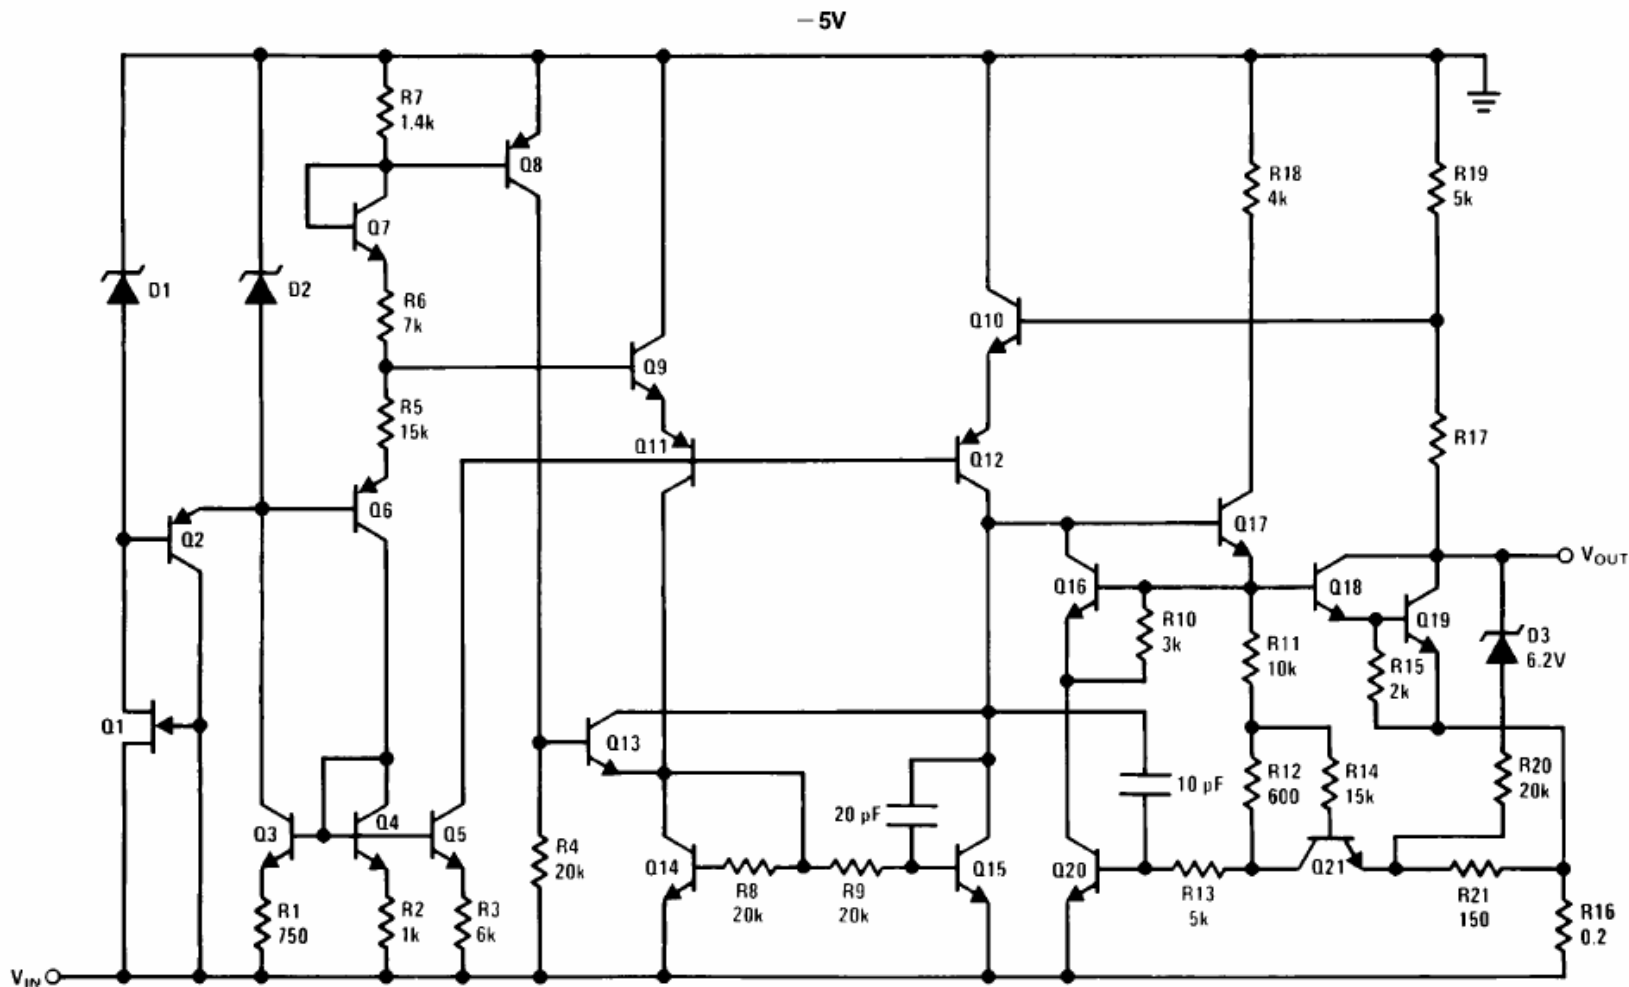 – 5V
R7
1.4k
Q8
R18
4k
R19
5k
Q7
D1
D2
R6
7k
Q10
Q9
R5
15k
Q11
Q12
R17
Q6
Q2
Q17
VOUT
Q16
Q18
R10
3k
Q19
R11
10k
D3
6.2V
R15
2k
Q1
Q13
10 pF
R12
600
R14
15k
R20
20k
20 pF
Q3
Q4
Q5
R4
20k
Q14
R8
20k
R9
20k
Q15
Q20
R13
5k
Q21
R21
150
R1
750
R2
1k
R3
6k
R16
0.2
VIN